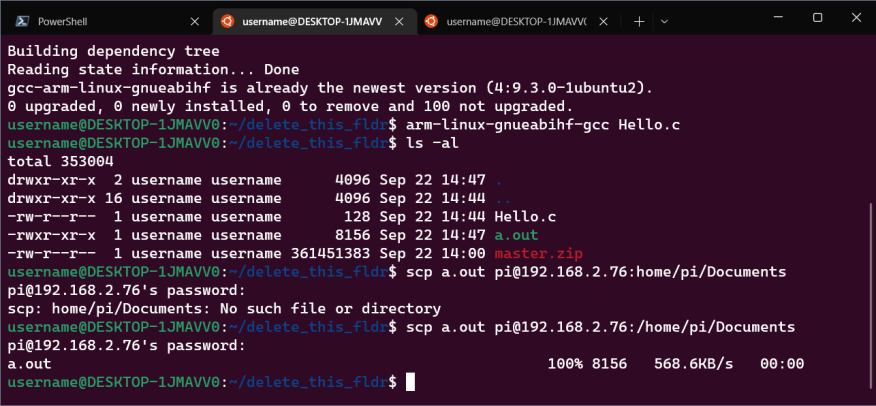 PowerShell
username@DESKTOP-1JMAVV
username@DESKTOP-1JMAVV(
Building dependency tree
Reading state information... Done
gcc-arm-linux-gnueabihf is already the newest version (4:9.3.0-1ubuntu2).
0 upgraded, 0 newly installed, 0 to remove and 100 not upgraded.
username@DESKTOP-1JMAVV0:~/delete_this_fldr$ arm-linux-gnueabihf-gcc Hello.c
username@DESKTOP-1JMAVV0:~/delete_this_fldr$ ls -al
total 353004
drwxr-xr-x  2 username username      4096 Sep 22 14:47 .
drwxr-xr-x 16 username username      4096 Sep 22 14:44 ..
-rw-r--r--  1 username username       128 Sep 22 14:44 Hello.c
-rwxr-xr-x  1 username username      8156 Sep 22 14:47 a.out
-rw-r--r--  1 username username 361451383 Sep 22 14:00 master.zip
username@DESKTOP-1JMAVV0:~/delete_this_fldr$ scp a.out pi@192.168.2.76:home/pi/Documents
pi@192.168.2.76's password:
scp: home/pi/Documents: No such file or directory
username@DESKTOP-1JMAVV0:~/delete_this_fldr$ scp a.out pi@192.168.2.76:/home/pi/Documents
pi@192.168.2.76's password:
a.out                                                         100% 8156   568.6KB/s   00:00
username@DESKTOP-1JMAVV0:~/delete_this_fldr$